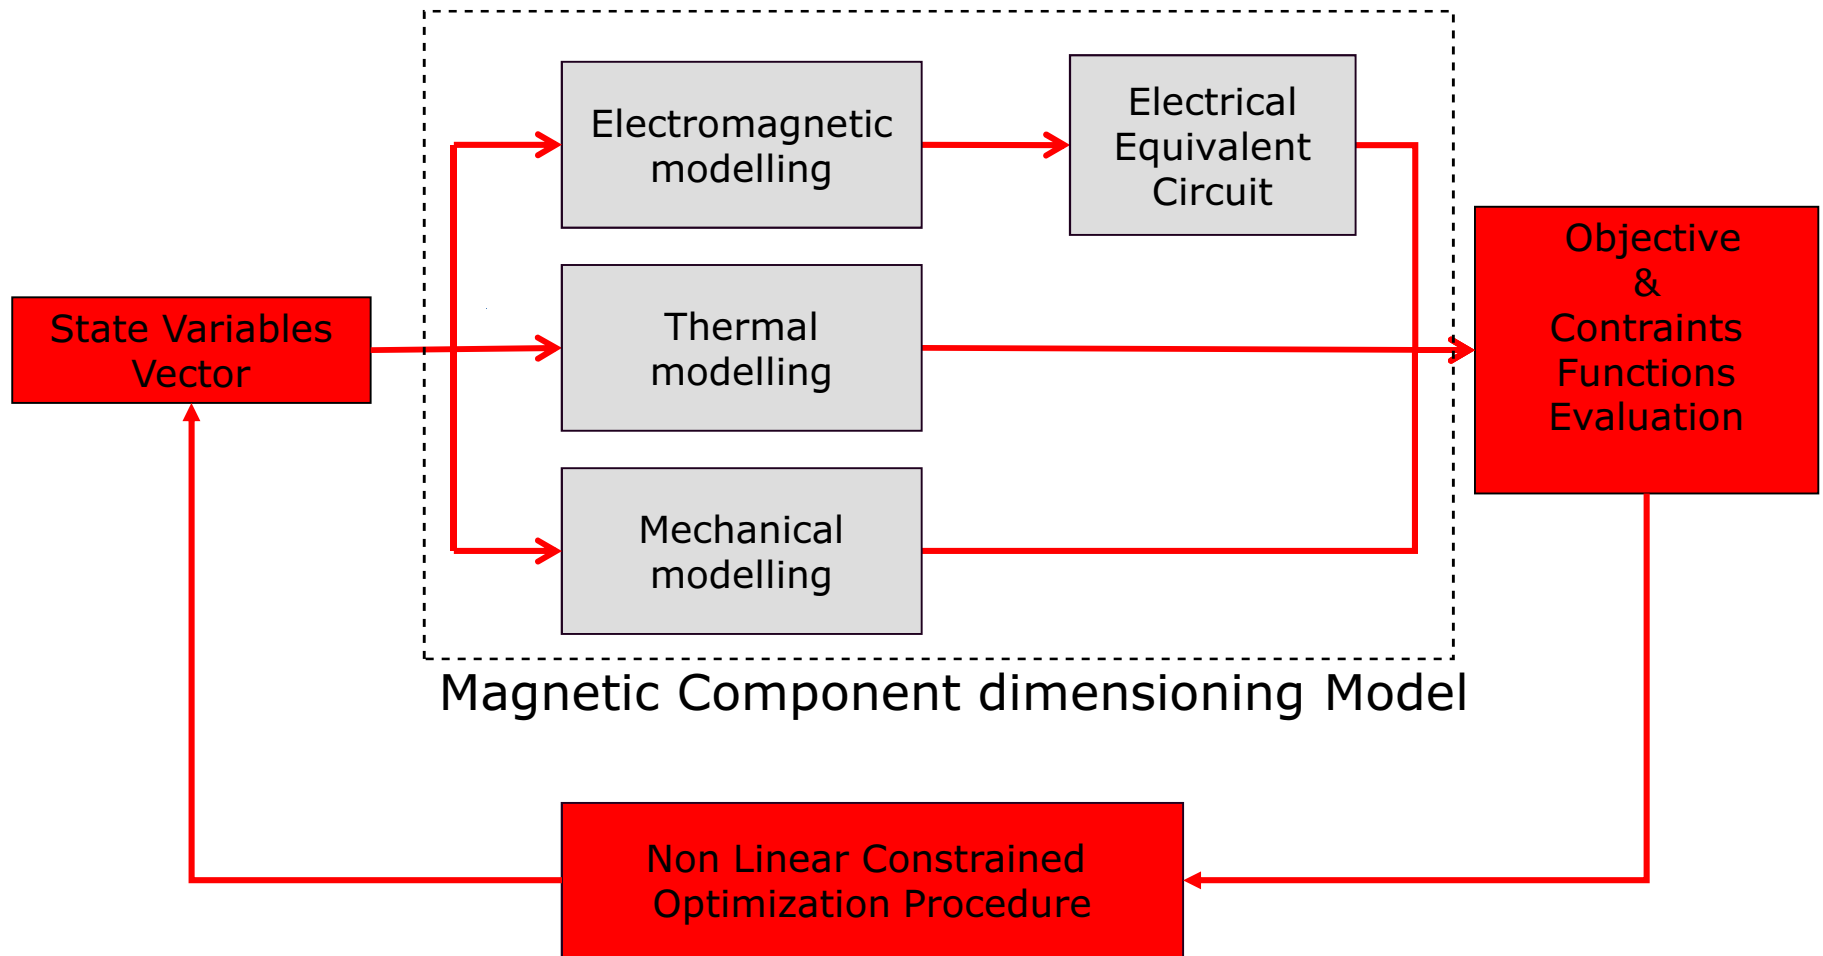 Electromagnetic
modelling
Electrical
Equivalent
Circuit
State Variables
Vector
Thermal
modelling
Objective
&
Contraints
Functions
Evaluation
Mechanical
modelling
Magnetic Component dimensioning Model
Non Linear Constrained
Optimization Procedure